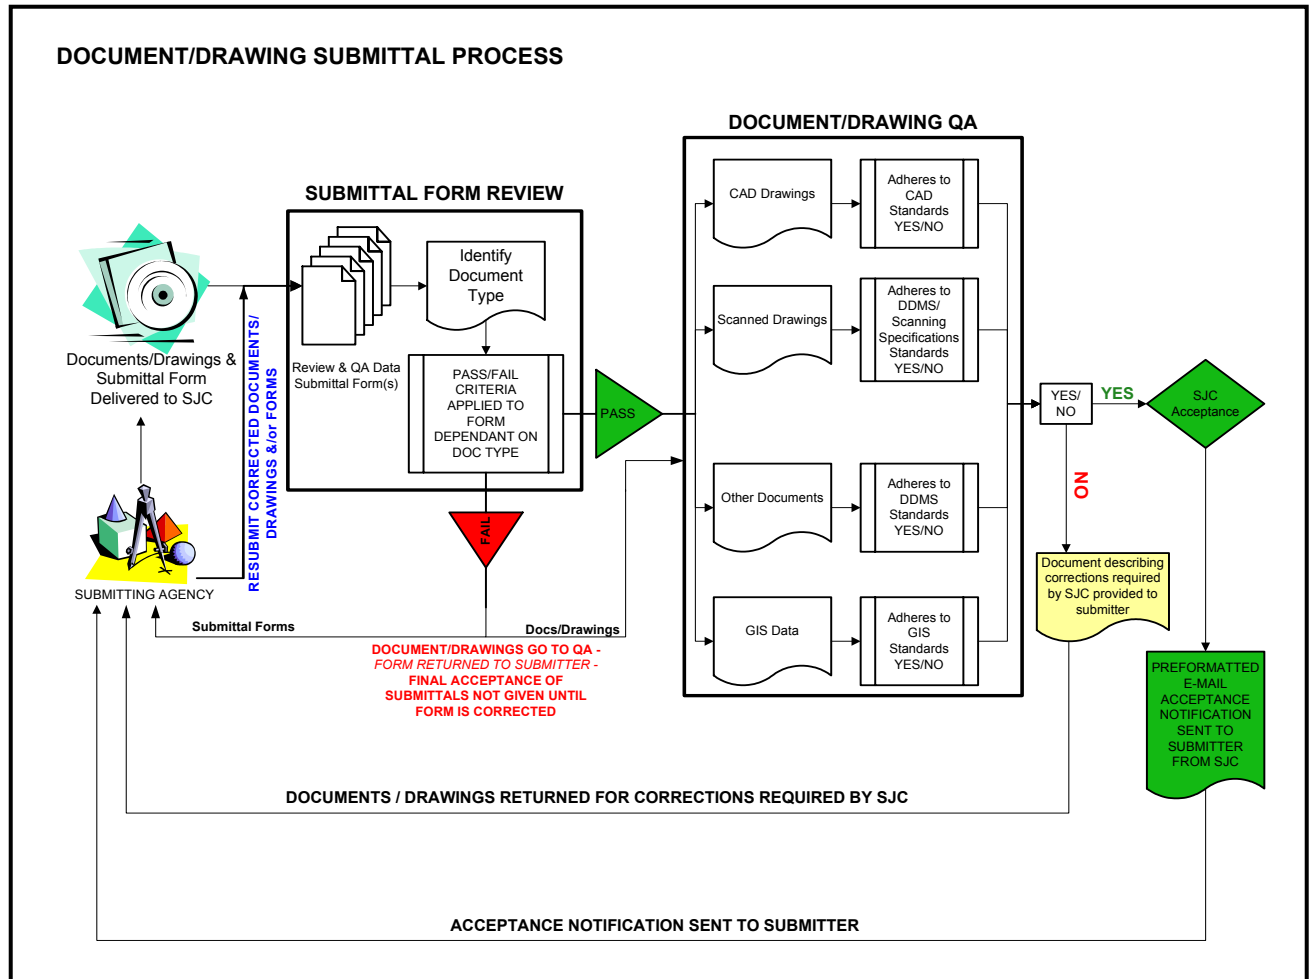 DOCUMENT/DRAWING SUBMITTAL PROCESS
DOCUMENT/DRAWING QA
SUBMITTAL FORM REVIEW
Documents/Drawings &
Submittal Form
Delivered to SJC
SUBMITTING AGENCY
RESUBMIT CORRECTED DOCUMENTS/
DRAWINGS &/or FORMS
Review & QA Data
Submittal Form(s)
Identify
Document
Type
PASS/FAIL
CRITERIA
APPLIED TO
FORM
DEPENDANT ON
DOC TYPE
PASS
FAIL
Submittal Forms
Docs/Drawings
DOCUMENT/DRAWINGS GO TO QA -
FORM RETURNED TO SUBMITTER -
FINAL ACCEPTANCE OF
SUBMITTALS NOT GIVEN UNTIL
FORM IS CORRECTED
CAD Drawings
Adheres to
CAD
Standards
YES/NO
Scanned Drawings
Adheres to
DDMS/
Scanning
Specifications
Standards
YES/NO
Other Documents
Adheres to
DDMS
Standards
YES/NO
GIS Data
Adheres to
GIS
Standards
YES/NO
YES/
NO
YES
SJC
Acceptance
NO
Document describing
corrections required
by SJC provided to
submitter
PREFORMATTED
E-MAIL
ACCEPTANCE
NOTIFICATION
SENT TO
SUBMITTER
FROM SJC
DOCUMENTS / DRAWINGS RETURNED FOR CORRECTIONS REQUIRED BY SJC
ACCEPTANCE NOTIFICATION SENT TO SUBMITTER